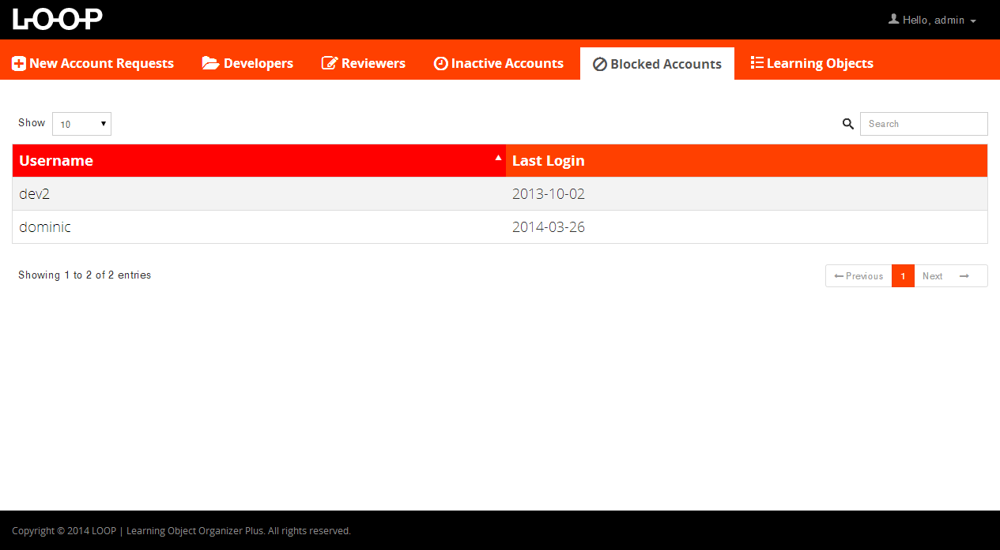 L-O-O-P
Hello, admin
New Account Requests Developers Reviewers Inactive Accounts Blocked Accounts Learning Objects
Show 10 Search
Username Last Login
dev2 2013-10-02
dominic 2014-03-26
Showing 1 to 2 of 2 entries Previous 1 Next
Copyright © 2014 LOOP | Learning Object Organizer Plus. All rights reserved.